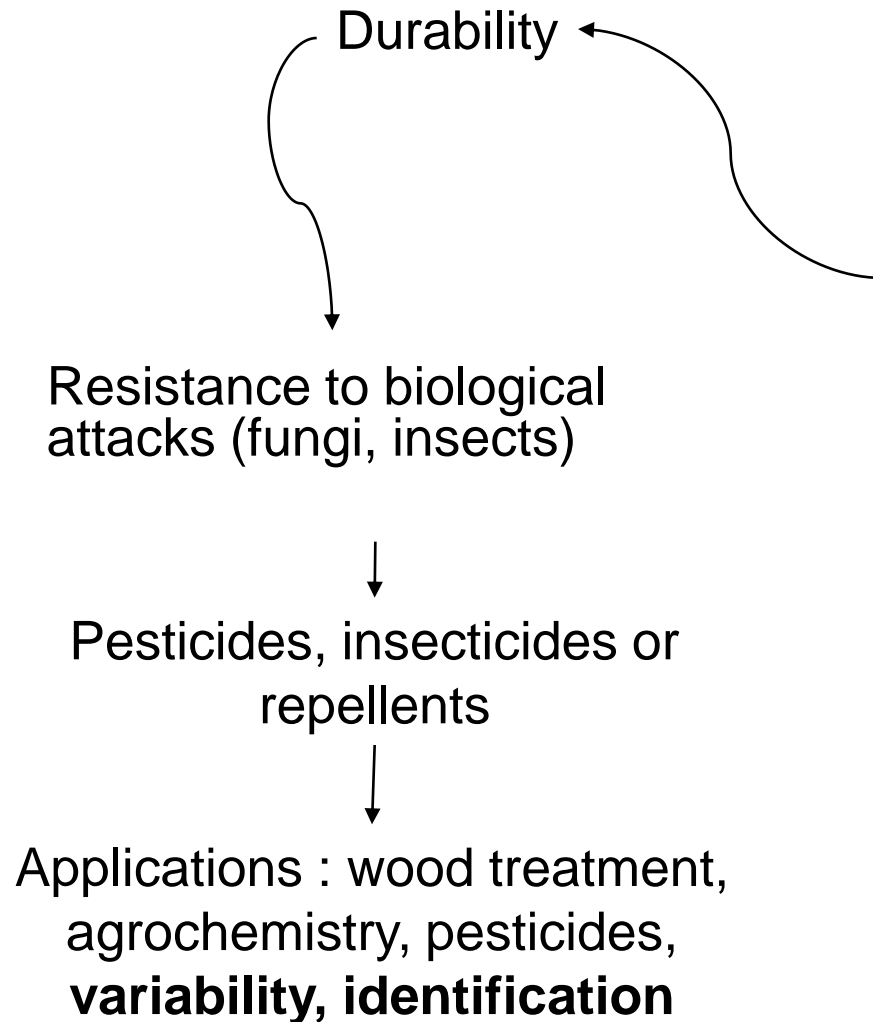 Durability
Resistance to biological
attacks (fungi, insects)
Pesticides, insecticides or
repellents
Applications : wood treatment,
agrochemistry, pesticides,
variability, identification